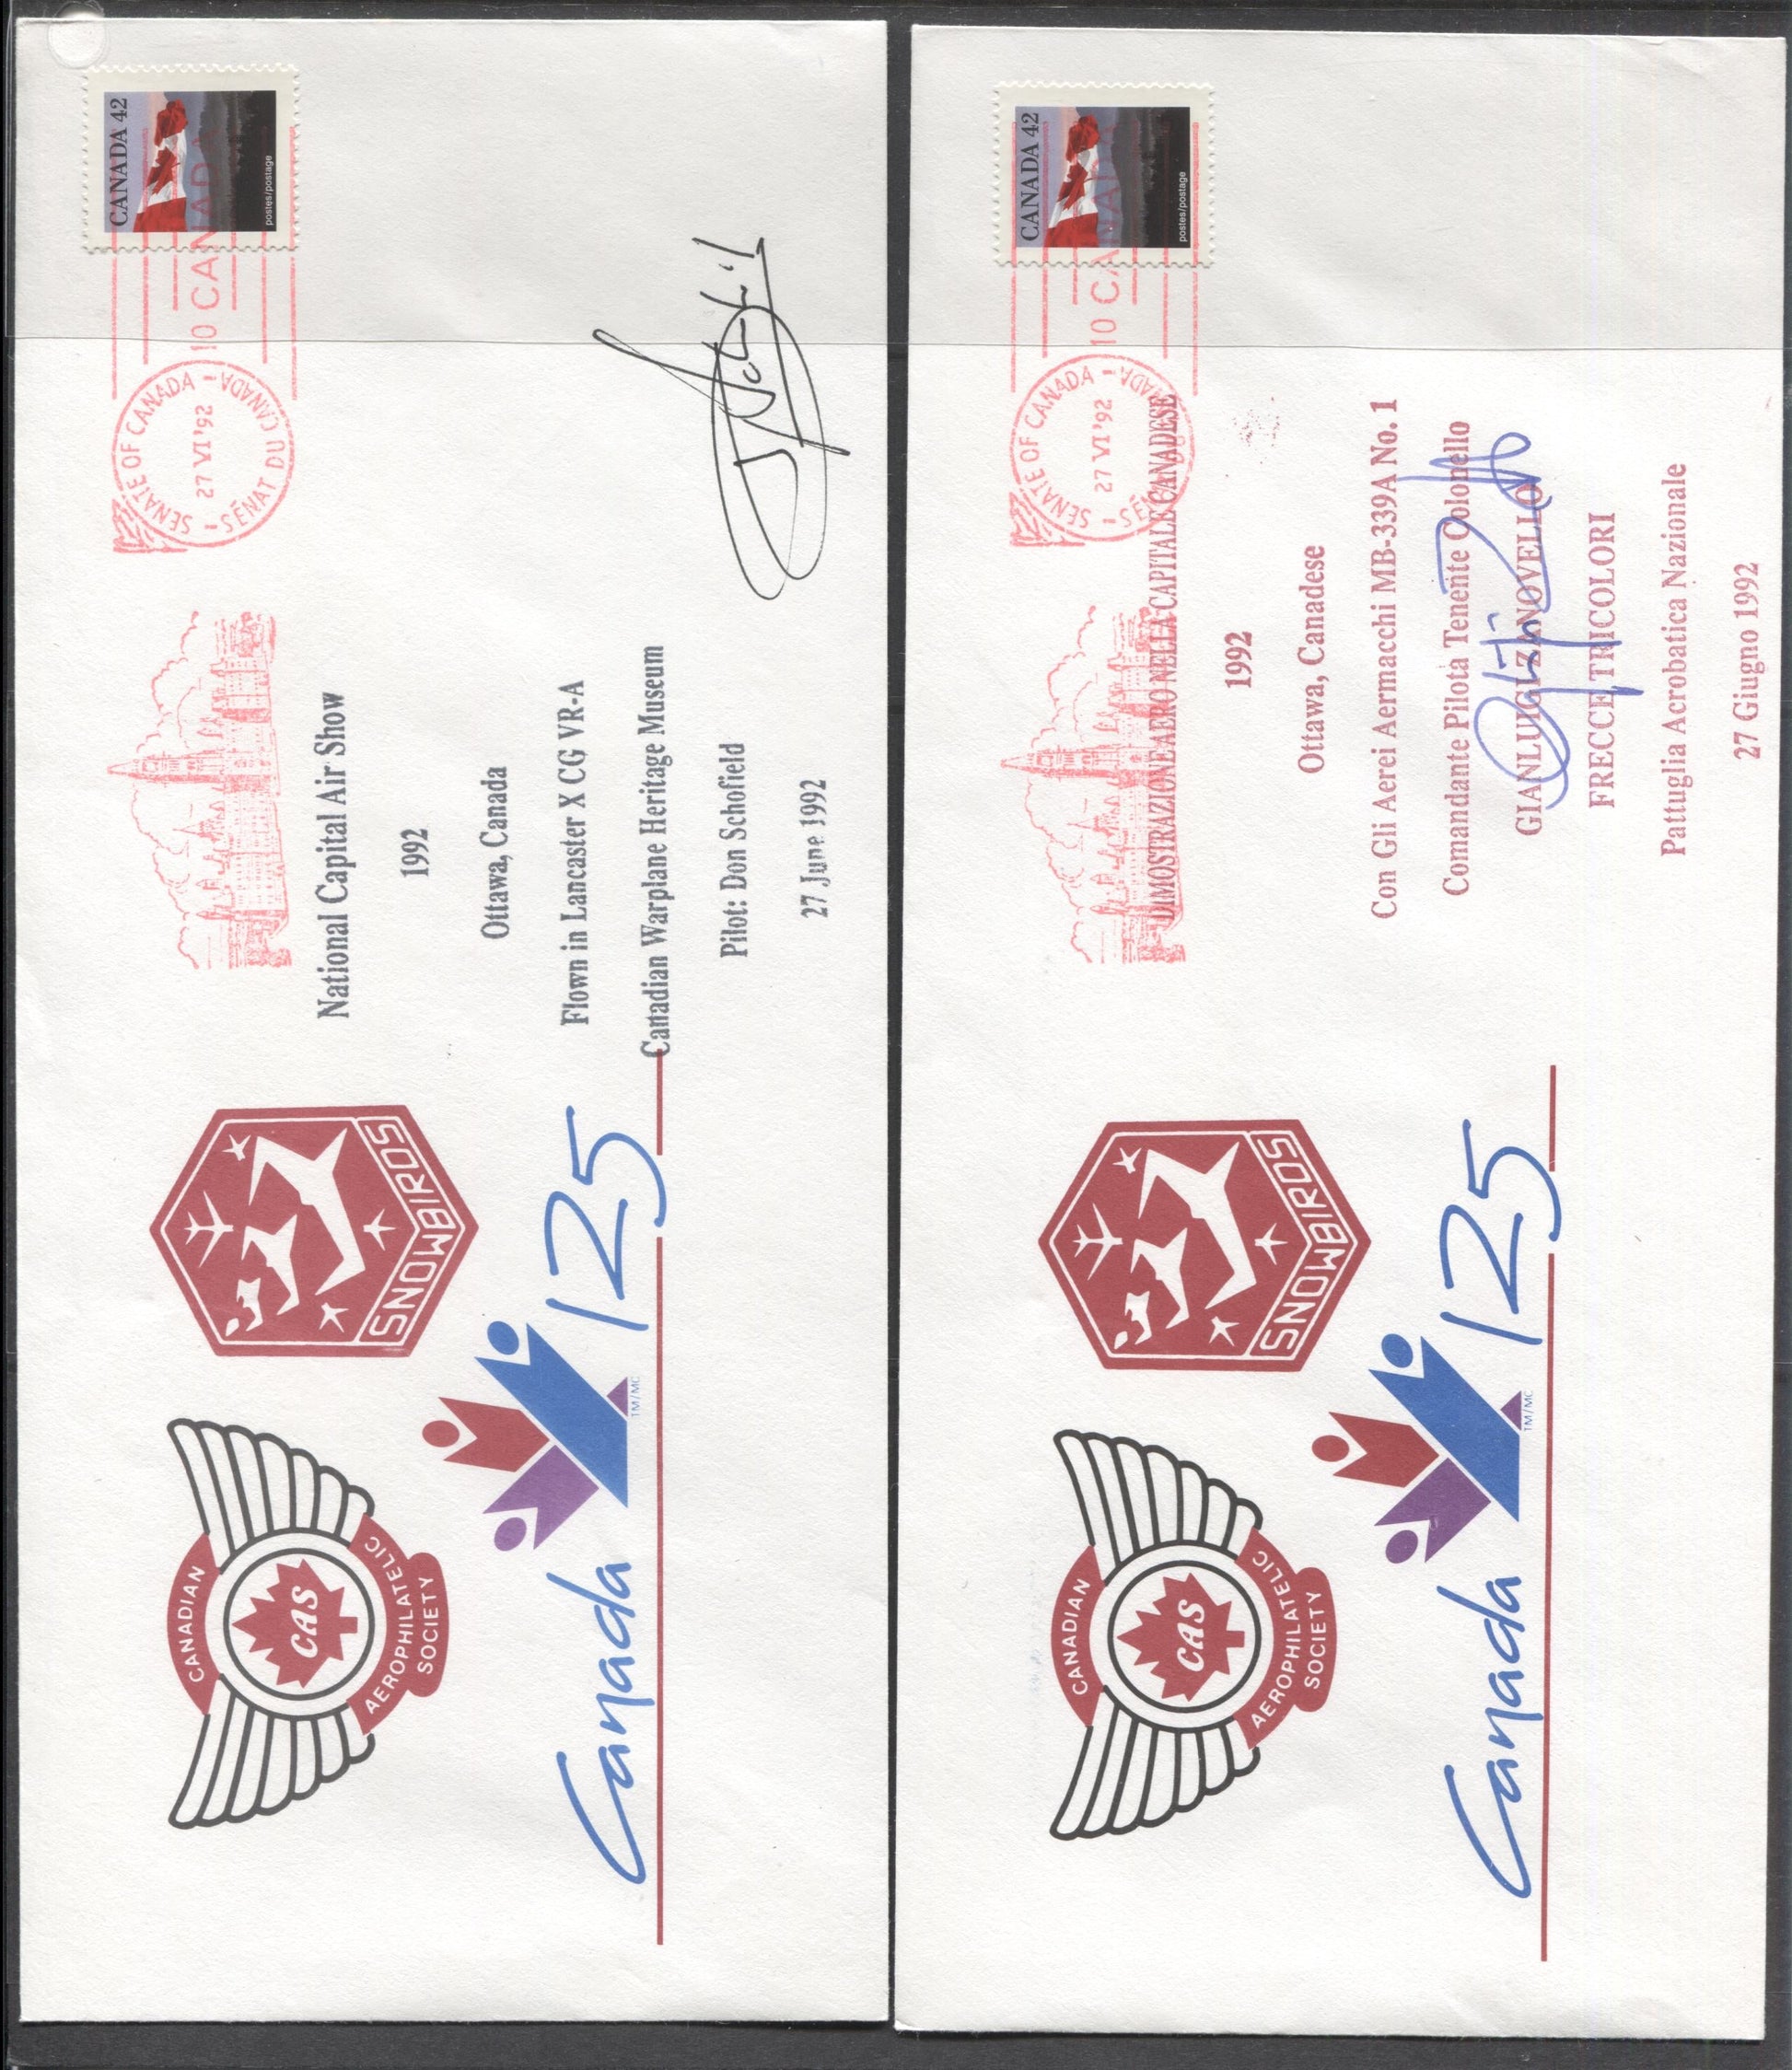 CANADA 42
postes/postage
10 CANADA
SENATE OF CANADA - SÉNAT DU CANADA -
27 VI '92
National Capital Air Show
1992
Ottawa, Canada
Flown in Lancaster X CG VR-A
Canadian Warplane Heritage Museum
Pilot: Don Schofield
27 June 1992
SNOWBIRDS
CANADIAN
CAS
AEROPHILATELIC
SOCIETY
Canada 125
TM/MC
CANADA 42
postes/postage
10 CANADA
SENATE OF CANADA -
27 VI '92
DIMOSTRAZIONE AERO NELLA CAPITALE CANADESE
1992
Ottawa, Canadese
Con Gli Aerei Aermacchi MB-339A No. 1
Comandante Pilota Tenente Colonello
GIANLUIGI ZANOVELLO
FRECCE TRICOLORI
Pattuglia Acrobatica Nazionale
27 Giugno 1992
SNOWBIRDS
CANADIAN
CAS
AEROPHILATELIC
SOCIETY
Canada 125
TM/MC